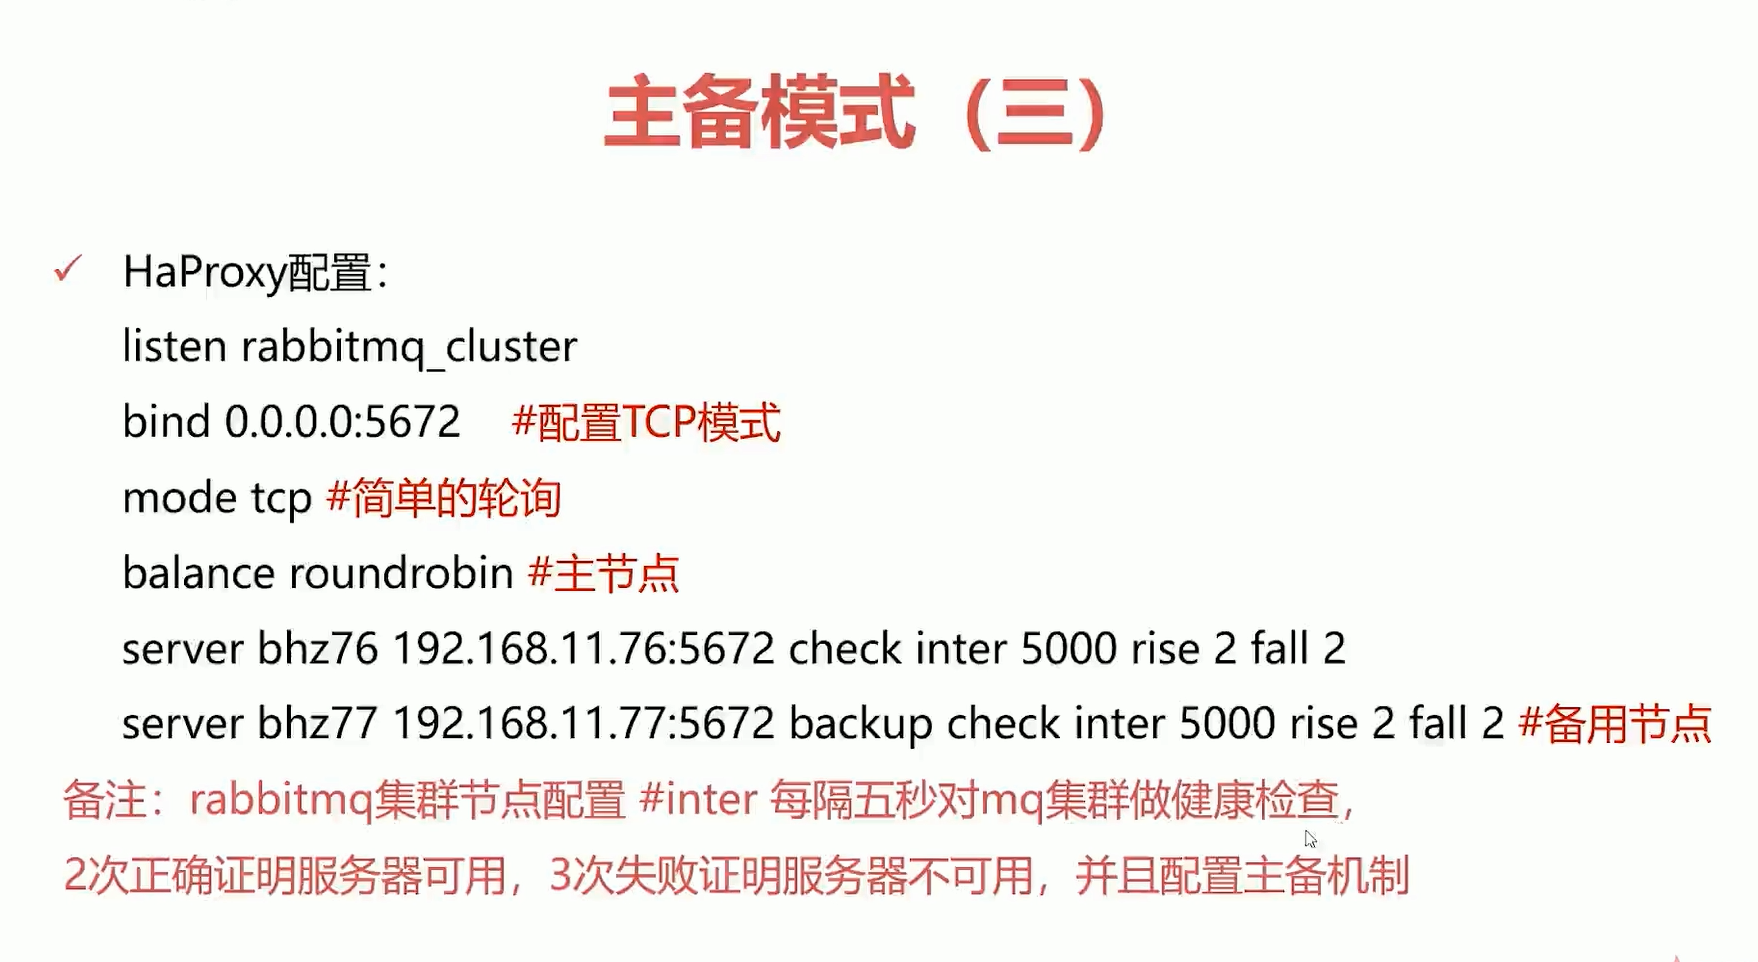 主备模式（三）
HaProxy配置：
listen rabbitmq_cluster
bind 0.0.0.0:5672 #配置TCP模式
mode tcp #简单的轮询
balance roundrobin #主节点
server bhz76 192.168.11.76:5672 check inter 5000 rise 2 fall 2
server bhz77 192.168.11.77:5672 backup check inter 5000 rise 2 fall 2 #备用节点
备注：rabbitmq集群节点配置 #inter 每隔五秒对mq集群做健康检查，
2次正确证明服务器可用，3次失败证明服务器不可用，并且配置主备机制